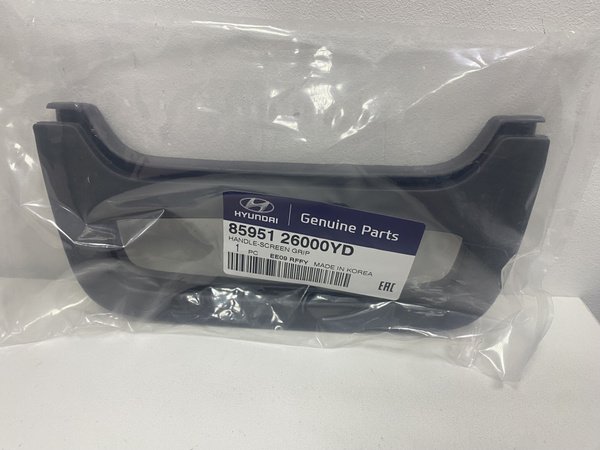 HYUNDAI | Genuine Parts
85951 26000YD
HANDLE-SCREEN GRIP
1 PC EE09 RFFY MADE IN KOREA
EAC